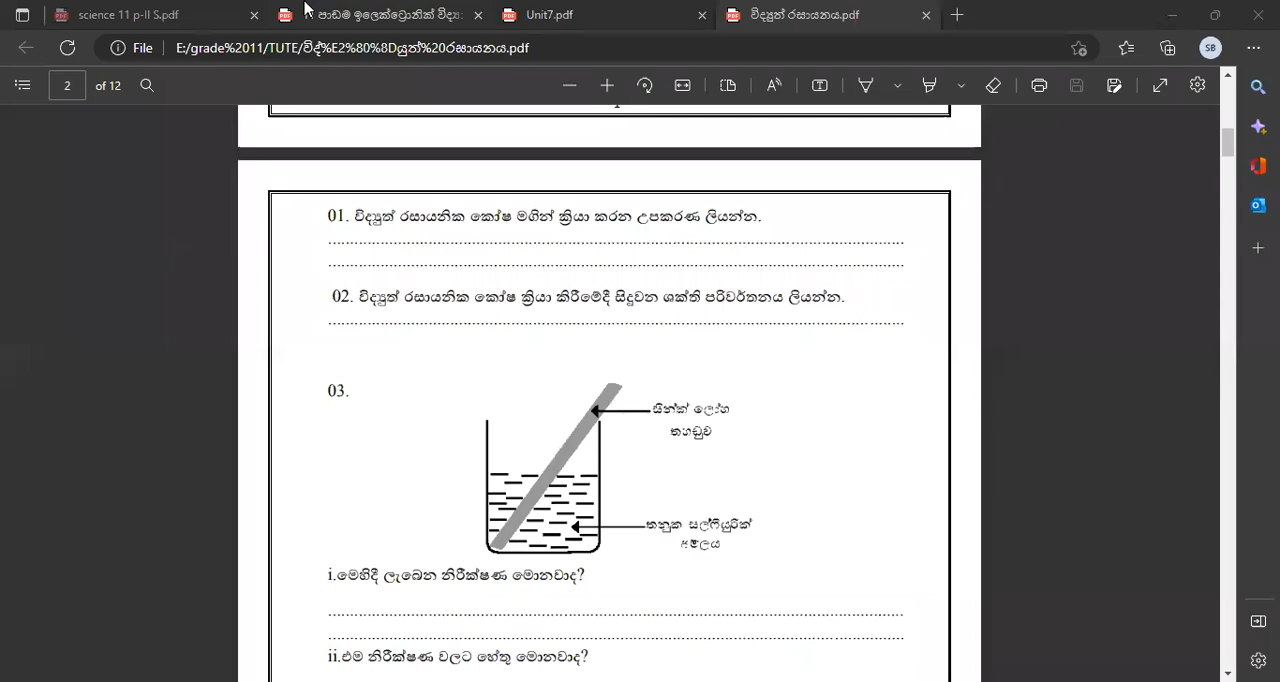 science 11 p-II S.pdf
පාඩම ඉලෙක්ට්‍රොනික් විද්‍ය:
Unit7.pdf
විද්‍යුත් රසායනය.pdf
File
E:/grade%2011/TUTE/විද්%E2%80%8Dයුත්%20රසායනය.pdf
SB
2
of 12
01. විද්‍යුත් රසායනික කෝෂ මගින් ක්‍රියා කරන උපකරණ ලියන්න.
02. විද්‍යුත් රසායනික කෝෂ ක්‍රියා කිරීමේදී සිදුවන ශක්ති පරිවර්තනය ලියන්න.
03.
සින්ක් ලෝහ
තහඩුව
තනුක සල්ෆියුරික්
අම්ලය
i.මෙහිදී ලැබෙන නිරීක්ෂණ මොනවාද?
ii.එම නිරීක්ෂණ වලට හේතු මොනවාද?